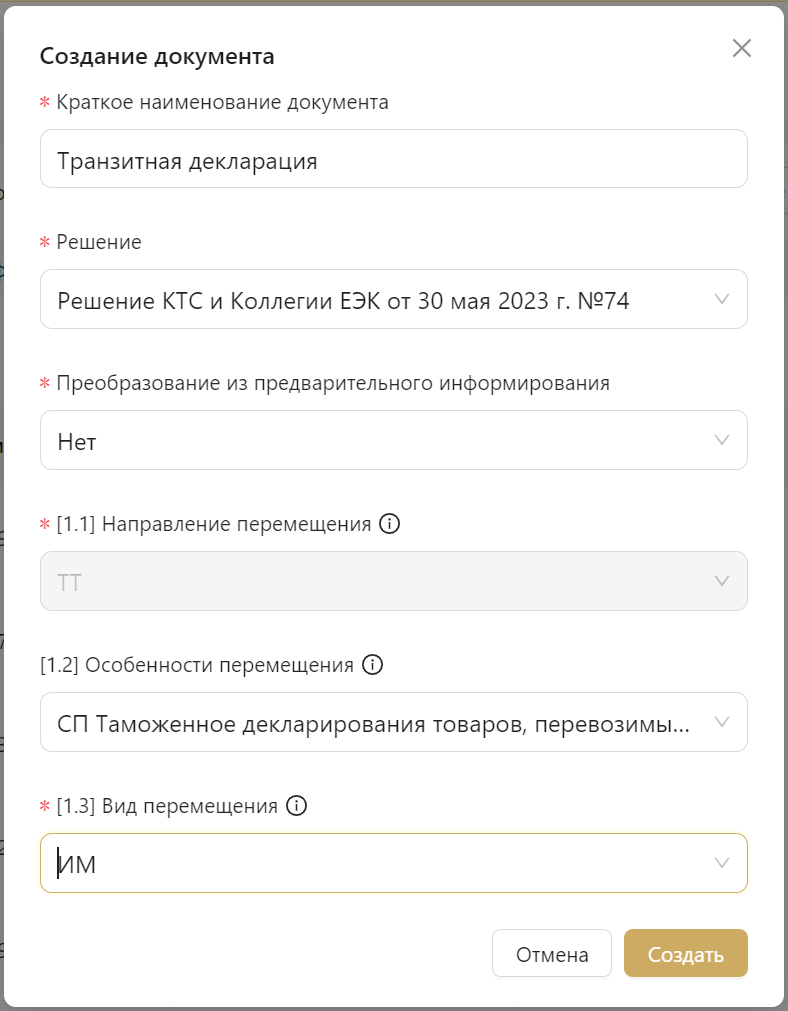 Создание документа
* Краткое наименование документа
Транзитная декларация
* Решение
Решение КТС и Коллегии ЕЭК от 30 мая 2023 г. №74
* Преобразование из предварительного информирования
Нет
* [1.1] Направление перемещения
ТТ
[1.2] Особенности перемещения
СП Таможенное декларирования товаров, перевозимы...
* [1.3] Вид перемещения
ИМ
Отмена Создать